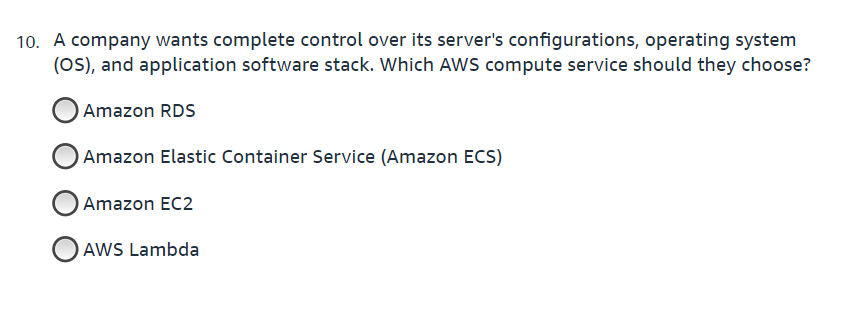 10. A company wants complete control over its server's configurations, operating system
(OS), and application software stack. Which AWS compute service should they choose?
Amazon RDS
Amazon Elastic Container Service (Amazon ECS)
Amazon EC2
AWS Lambda